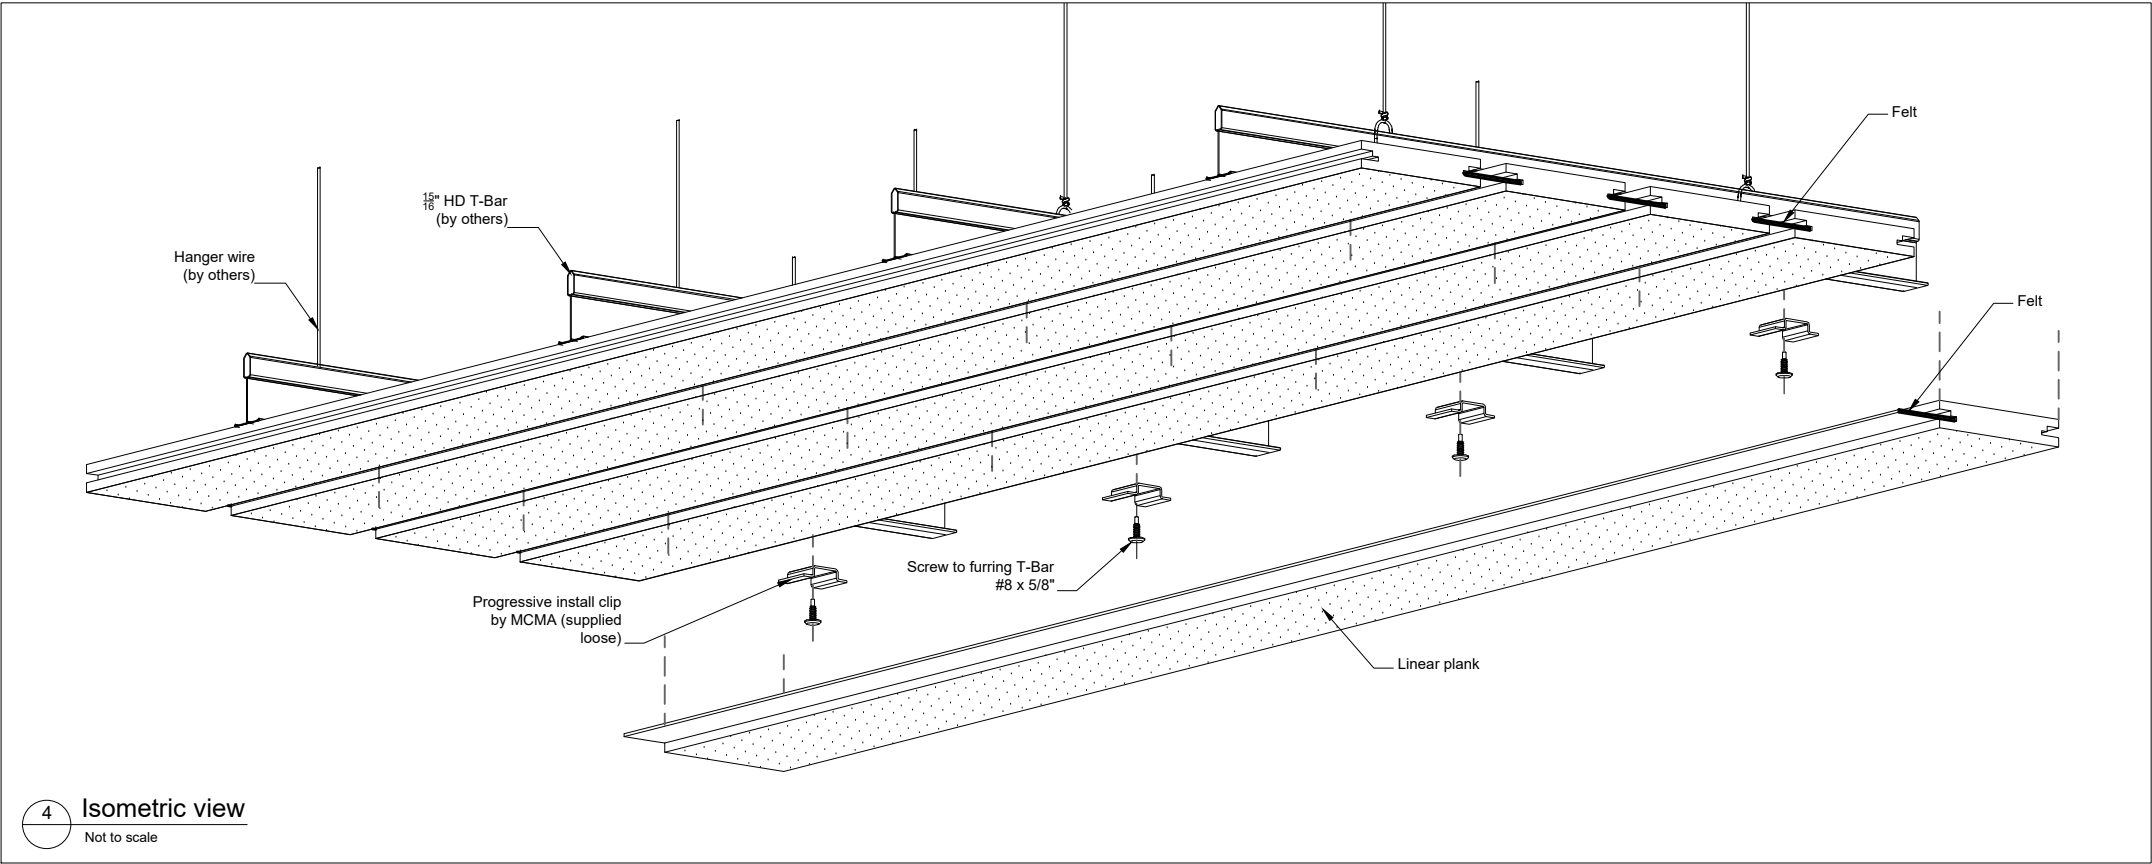 Felt
15/16" HD T-Bar
(by others)
Hanger wire
(by others)
Felt
Screw to furring T-Bar
#8 x 5/8"
Progressive install clip
by MCMA (supplied
loose)
Linear plank
4
Isometric view
Not to scale